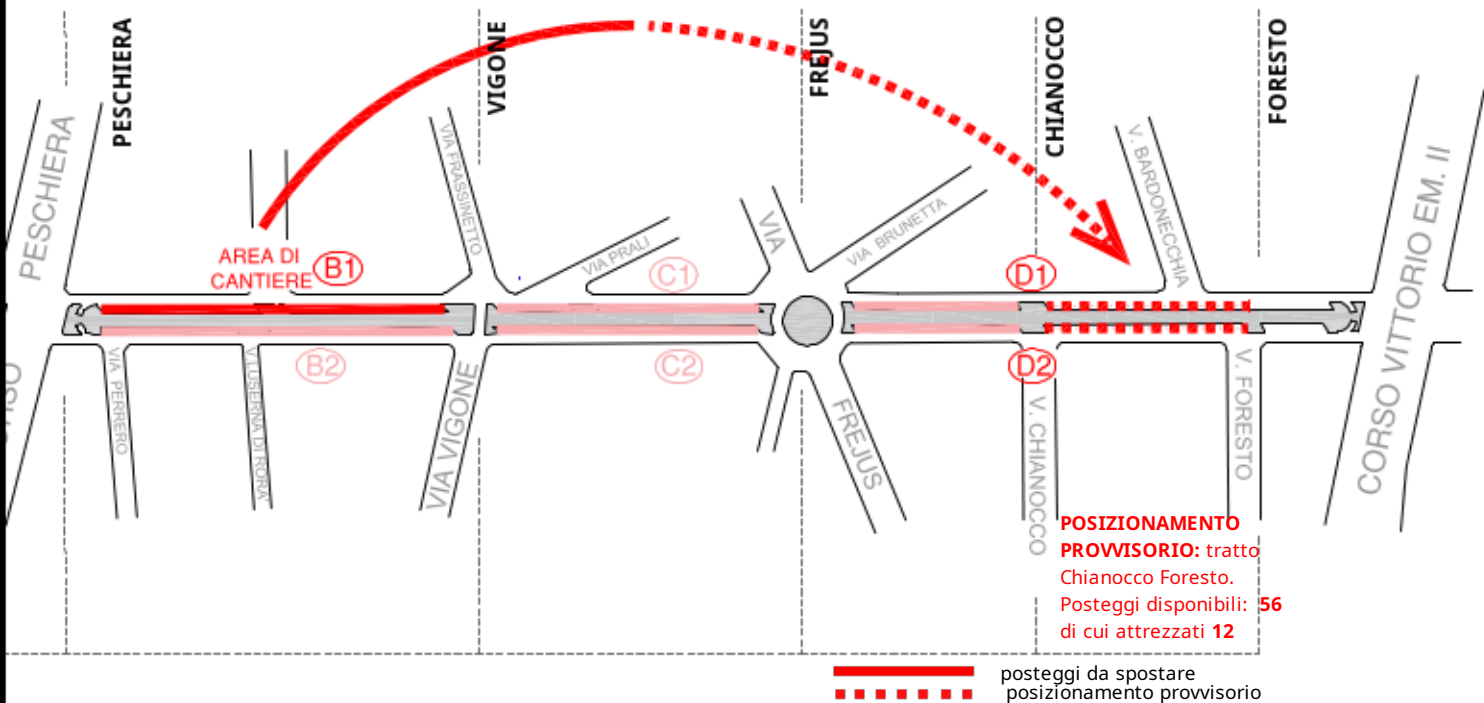 PESCHIERA
VIGONE
FREJUS
CHIANOCCO
FORESTO
PESCHIERA
VIA FRASSINETTO
VIA PRALI
VIA
VIA BRUNETTA
V. BARDONECCHIA
CORSO VITTORIO EM. II
AREA DI
CANTIERE
B1
C1
D1
B2
C2
D2
VIA PERRERO
V.LUSERNA DI RORA'
VIA VIGONE
FREJUS
V. CHIANOCCO
V. FORESTO
POSIZIONAMENTO
PROVVISORIO: tratto
Chianocco Foresto.
Posteggi disponibili: 56
di cui attrezzati 12
posteggi da spostare
posizionamento provvisorio